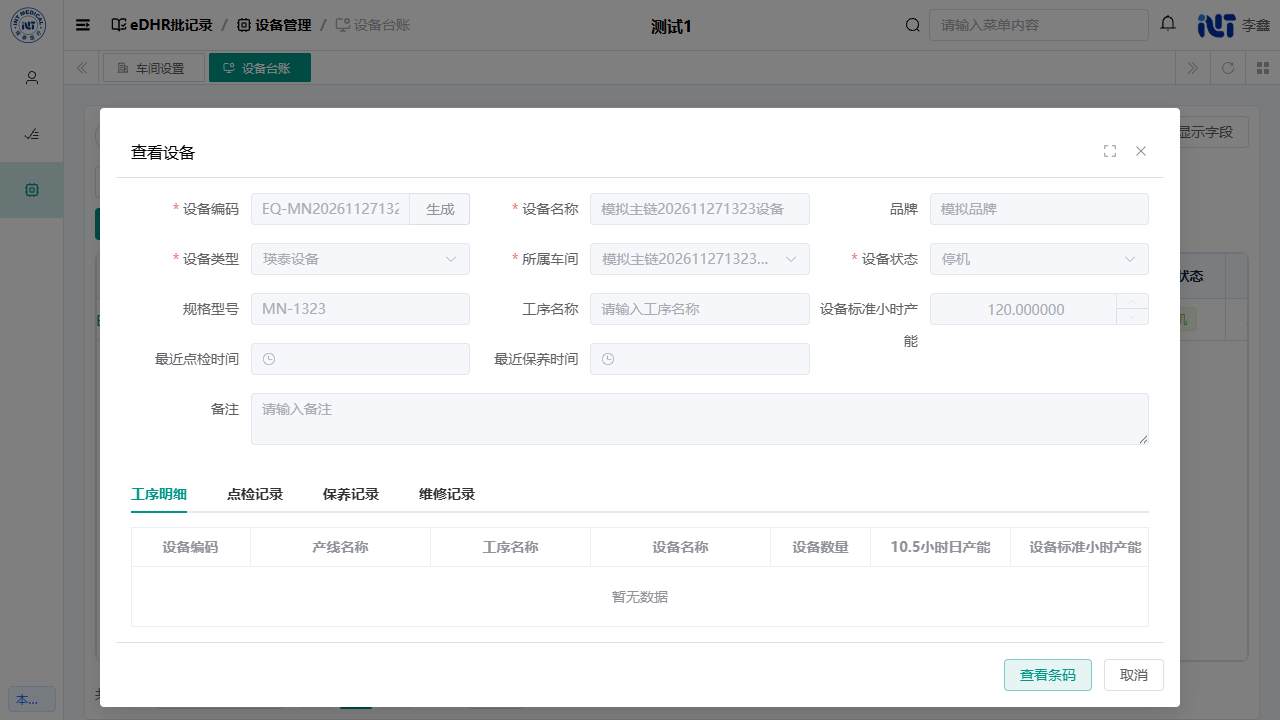 eDHR批记录 / 设备管理 / 设备台账
测试1
请输入菜单内容
李鑫
车间设置
设备台账
显示字段
查看设备
* 设备编码 EQ-MN20261127132 生成
* 设备名称 模拟主链202611271323设备
品牌 模拟品牌
* 设备类型 瑛泰设备
* 所属车间 模拟主链202611271323...
* 设备状态 停机
规格型号 MN-1323
工序名称 请输入工序名称
设备标准小时产能 120.000000
最近点检时间
最近保养时间
备注 请输入备注
工序明细 点检记录 保养记录 维修记录
设备编码 产线名称 工序名称 设备名称 设备数量 10.5小时日产能 设备标准小时产能
暂无数据
查看条码 取消
状态
本...